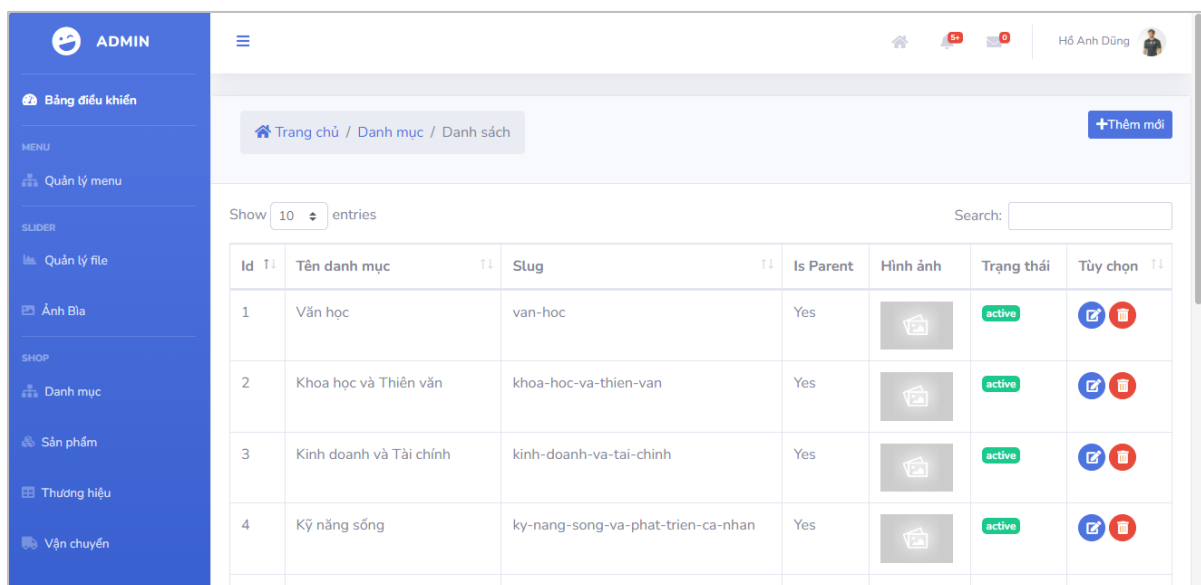 ADMIN
5+
0
Hồ Anh Dũng
Bảng điều khiển
MENU
Quản lý menu
SLIDER
Quản lý file
Ảnh Bìa
SHOP
Danh mục
Sản phẩm
Thương hiệu
Vận chuyển
Trang chủ / Danh mục / Danh sách
+Thêm mới
Show 10 entries
Search:
Id Tên danh mục Slug Is Parent Hình ảnh Trạng thái Tùy chọn
1 Văn học van-hoc Yes active
2 Khoa học và Thiên văn khoa-hoc-va-thien-van Yes active
3 Kinh doanh và Tài chính kinh-doanh-va-tai-chinh Yes active
4 Kỹ năng sống ky-nang-song-va-phat-trien-ca-nhan Yes active